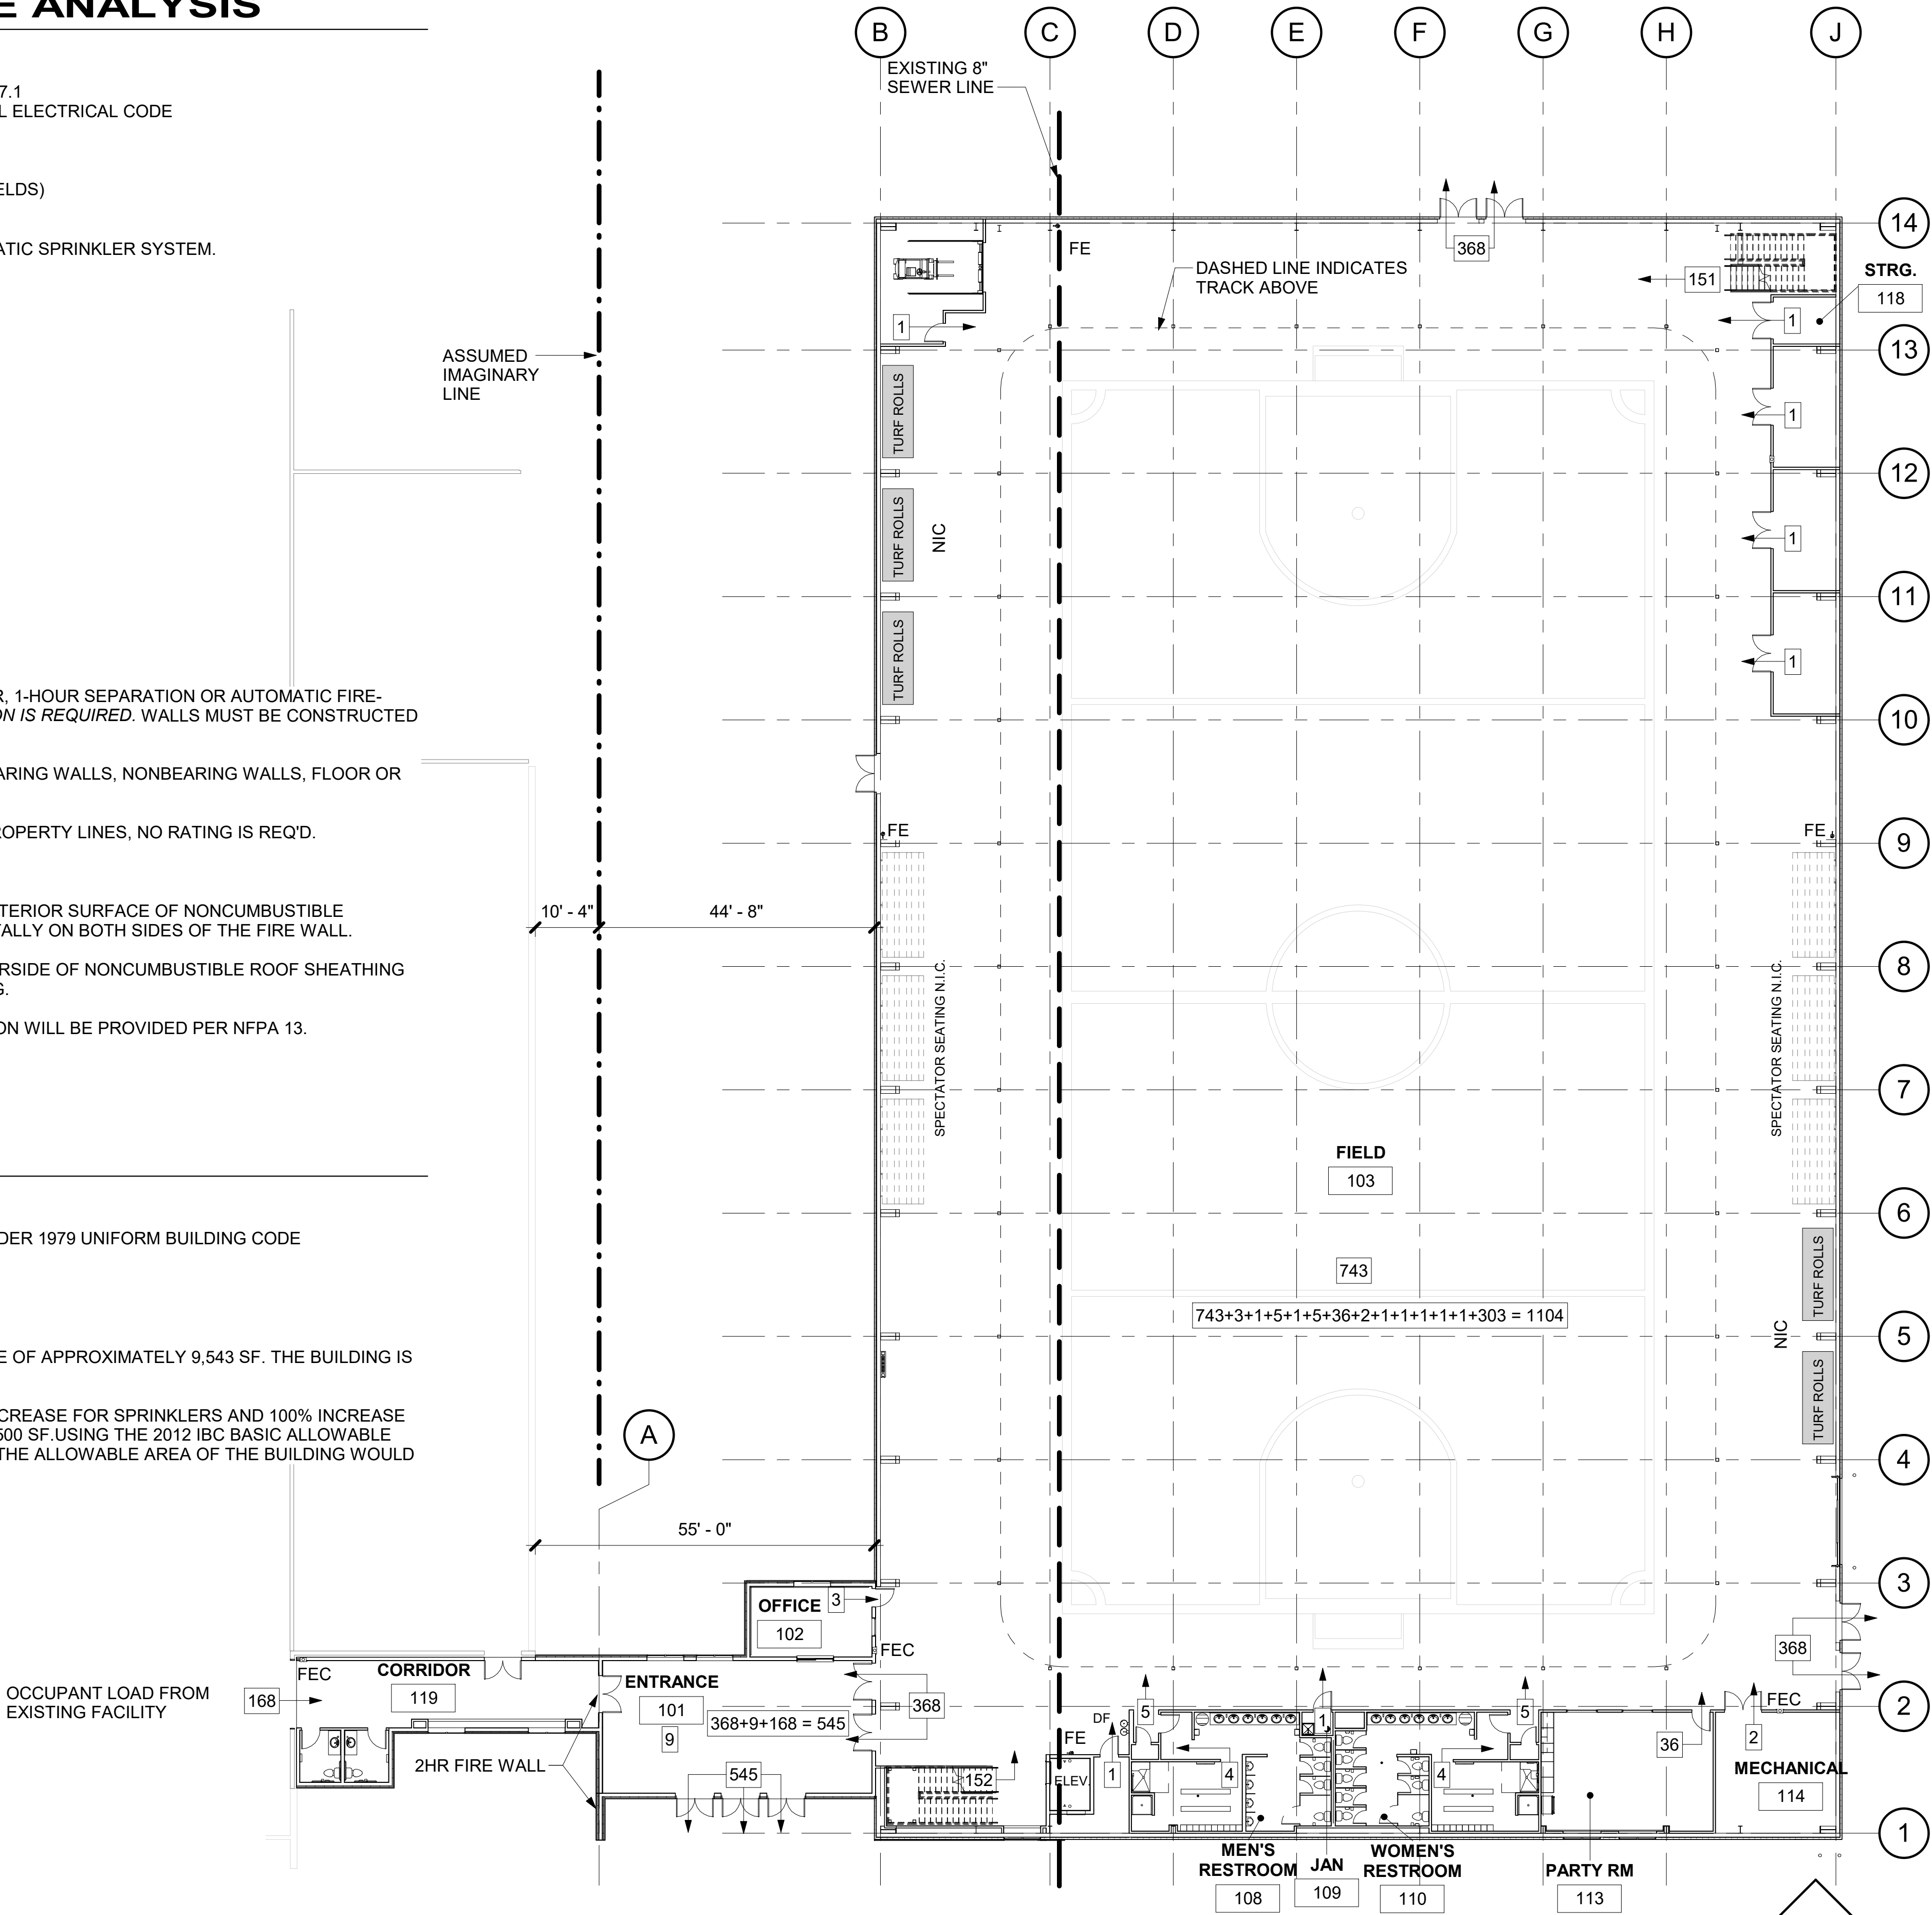 E ANALYSIS
7.1
L ELECTRICAL CODE
ELDS)
ATIC SPRINKLER SYSTEM.
R, 1-HOUR SEPARATION OR AUTOMATIC FIRE-
ON IS REQUIRED. WALLS MUST BE CONSTRUCTED
ARING WALLS, NONBEARING WALLS, FLOOR OR
ROPERTY LINES, NO RATING IS REQ'D.
TERIOR SURFACE OF NONCUMBUSTIBLE
TALLY ON BOTH SIDES OF THE FIRE WALL.
RSIDE OF NONCUMBUSTIBLE ROOF SHEATHING
G.
ON WILL BE PROVIDED PER NFPA 13.
DER 1979 UNIFORM BUILDING CODE
E OF APPROXIMATELY 9,543 SF. THE BUILDING IS
CREASE FOR SPRINKLERS AND 100% INCREASE
500 SF.USING THE 2012 IBC BASIC ALLOWABLE
THE ALLOWABLE AREA OF THE BUILDING WOULD
OCCUPANT LOAD FROM
EXISTING FACILITY
B
C
D
E
F
G
H
J
EXISTING 8"
SEWER LINE
14
FE
368
DASHED LINE INDICATES
TRACK ABOVE
151
STRG.
118
1
1
13
ASSUMED
IMAGINARY
LINE
TURF ROLLS
1
12
TURF ROLLS
NIC
1
11
TURF ROLLS
1
10
FE
FE
9
10' - 4"
44' - 8"
8
SPECTATOR SEATING N.I.C.
SPECTATOR SEATING N.I.C.
7
FIELD
103
6
743
TURF ROLLS
743+3+1+5+1+5+36+2+1+1+1+1+1+303 = 1104
NIC
5
TURF ROLLS
A
4
55' - 0"
3
OFFICE
3
102
FEC
368
FEC
CORRIDOR
119
168
ENTRANCE
101
9
368+9+168 = 545
368
2
FEC
2HR FIRE WALL
545
152
FE
ELEV.
DF
1
5
4
1
4
5
36
2
MECHANICAL
114
1
MEN'S
RESTROOM
108
JAN
109
WOMEN'S
RESTROOM
110
PARTY RM
113